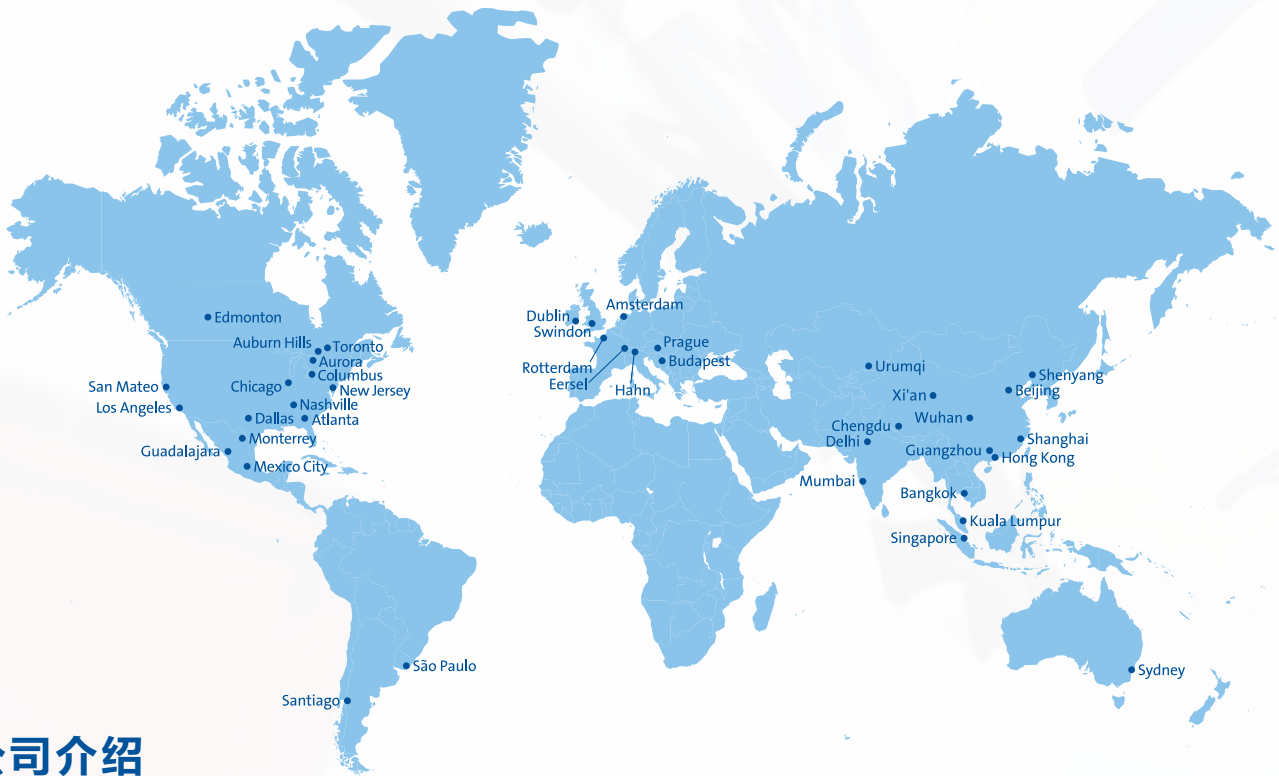 Dublin
Amsterdam
Swindon
Edmonton
Auburn Hills
Toronto
Aurora
Prague
Budapest
Rotterdam
Eersel
Hahn
Columbus
Chicago
New Jersey
San Mateo
Los Angeles
Nashville
Dallas
Atlanta
Monterrey
Guadalajara
Mexico City
Urumqi
Shenyang
Beijing
Xi'an
Wuhan
Chengdu
Delhi
Shanghai
Guangzhou
Hong Kong
Mumbai
Bangkok
Kuala Lumpur
Singapore
São Paulo
Santiago
Sydney
公司介绍